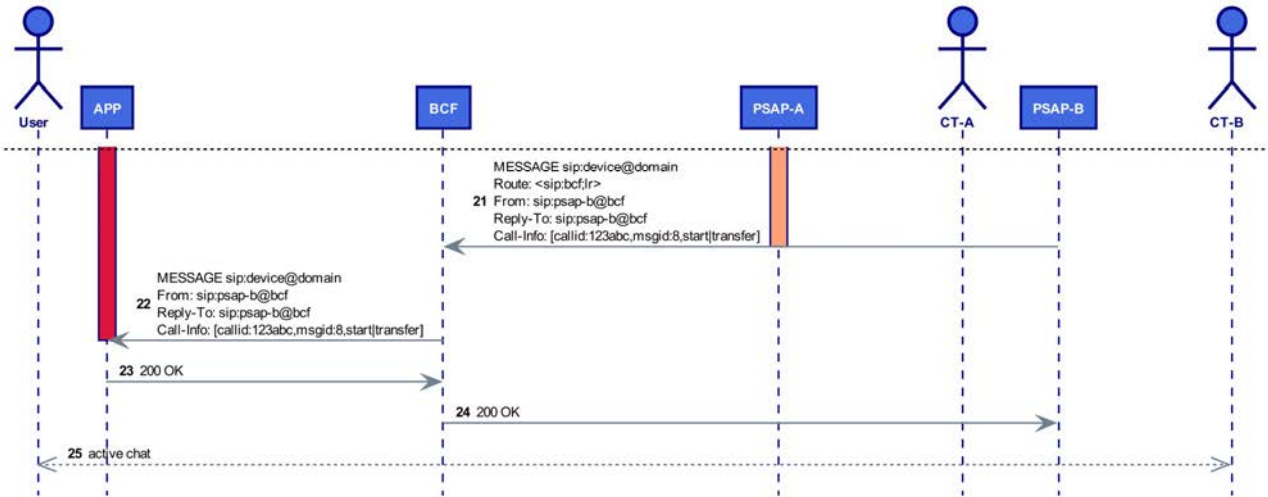 User
APP
BCF
PSAP-A
CT-A
PSAP-B
CT-B
MESSAGE sip:device@domain
Route: <sip:bcf;lr>
21 From: sip:psap-b@bcf
Reply-To: sip:psap-b@bcf
Call-Info: [callid:123abc,msgid:8,start|transfer]
MESSAGE sip:device@domain
22 From: sip:psap-b@bcf
Reply-To: sip:psap-b@bcf
Call-Info: [callid:123abc,msgid:8,start|transfer]
23 200 OK
24 200 OK
25 active chat